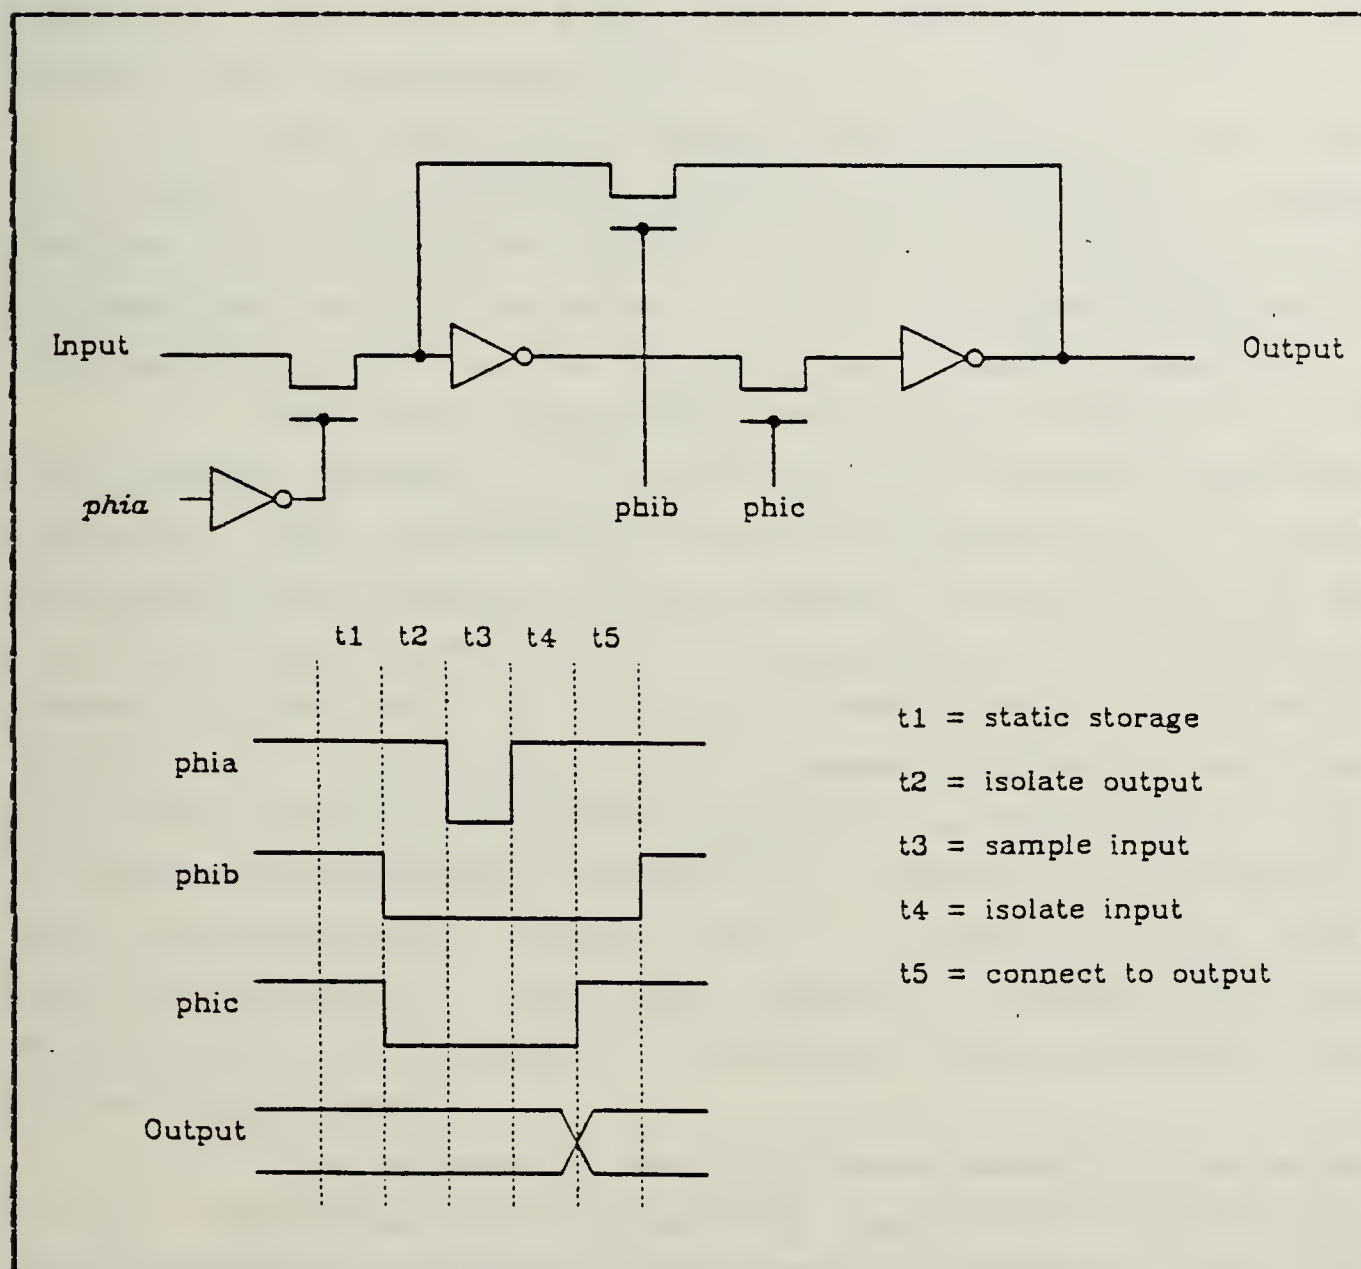 Input
Output
phia
phib
phic
t1 t2 t3 t4 t5
phia
phib
phic
Output
t1 = static storage
t2 = isolate output
t3 = sample input
t4 = isolate input
t5 = connect to output